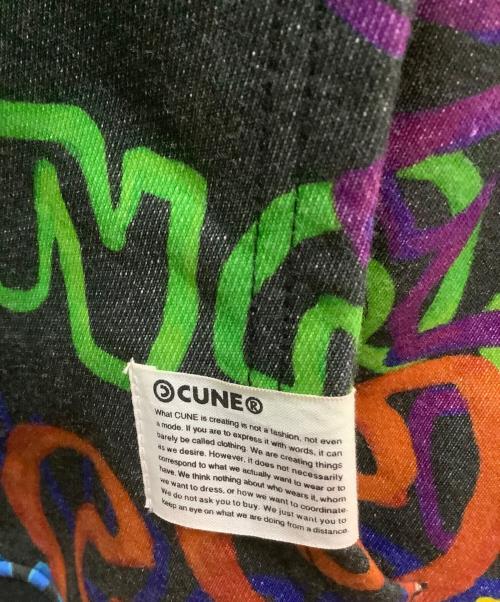 CUNE®
What CUNE is creating is not a fashion, not even
a mode. If you are to express it with words, it can
barely be called clothing. We are creating things
as we desire. However, it does not necessarily
correspond to what we actually want to wear or to
have. We think nothing about who wears it, whom
we want to dress, or how we want to coordinate.
We do not ask you to buy. We just want you to
keep an eye on what we are doing from a distance.